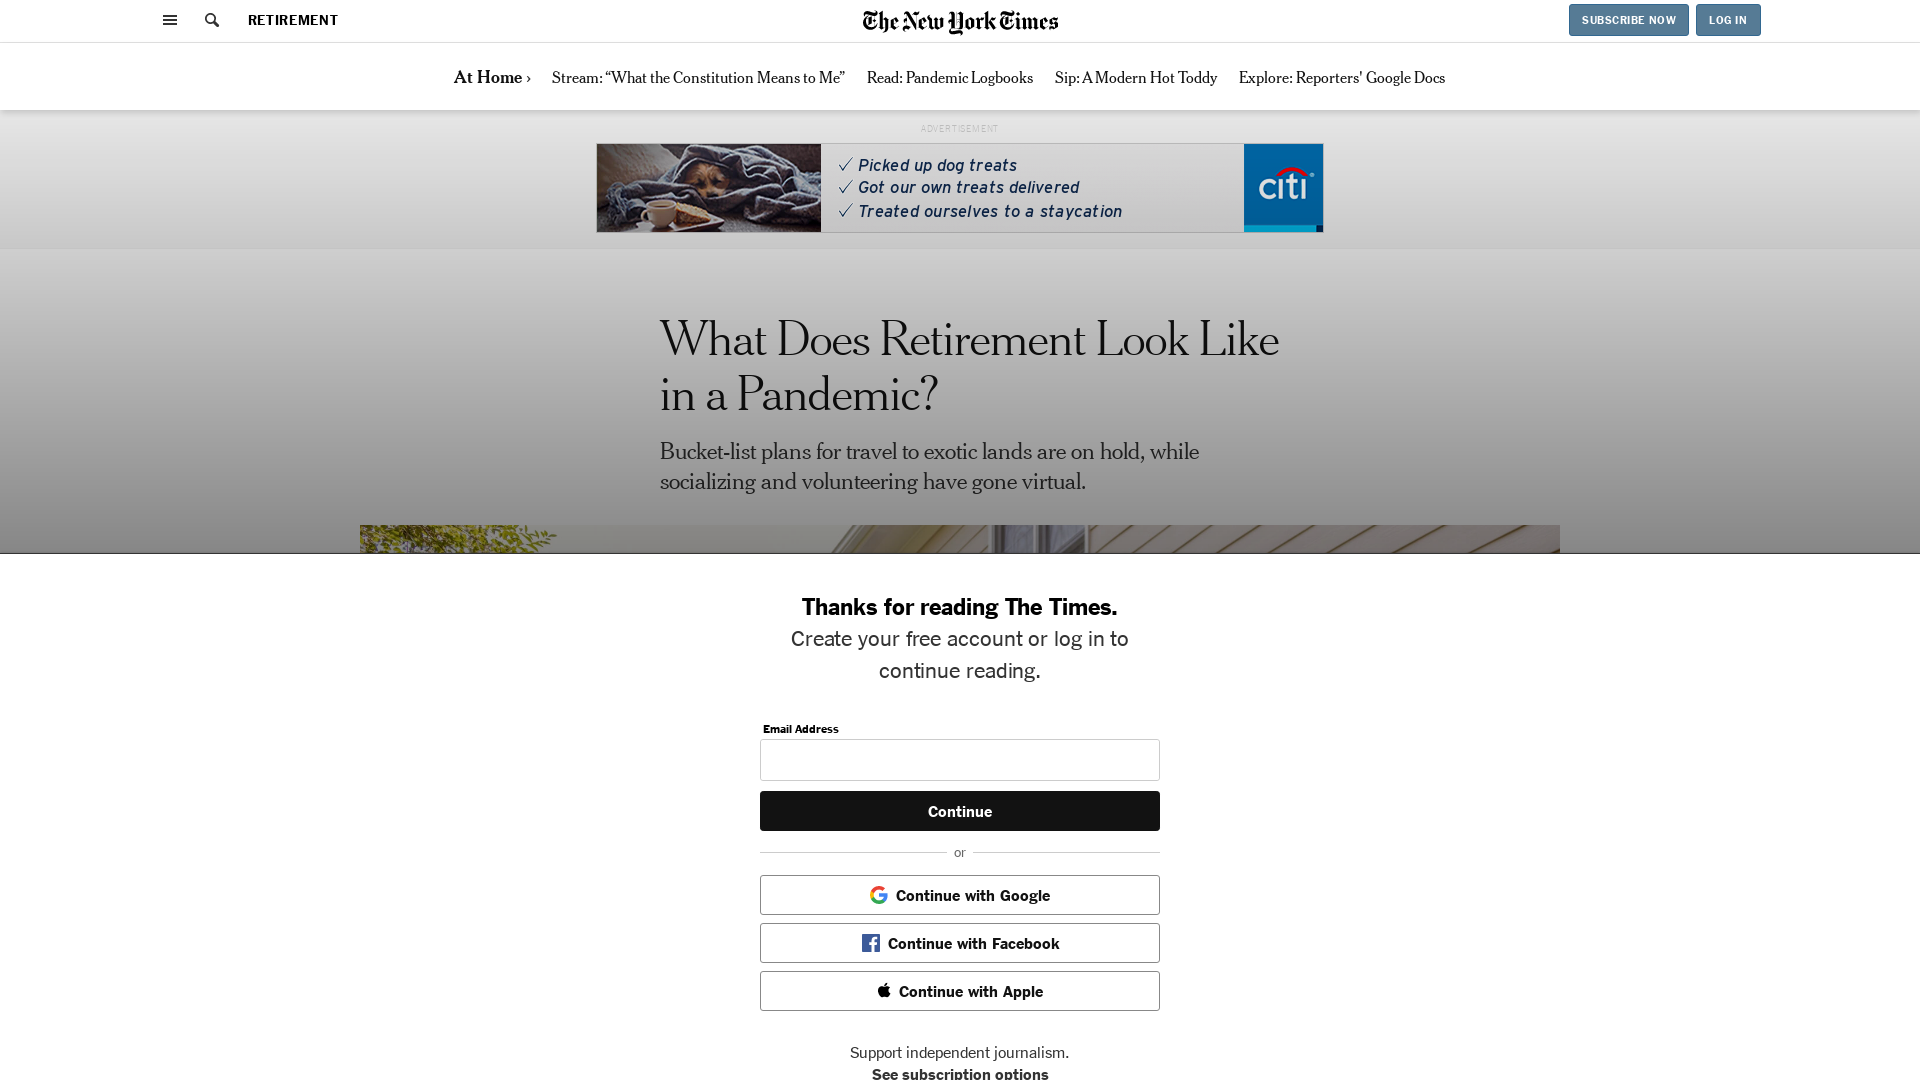 RETIREMENT
The New York Times
SUBSCRIBE NOW
LOG IN
At Home ›
Stream: “What the Constitution Means to Me”
Read: Pandemic Logbooks
Sip: A Modern Hot Toddy
Explore: Reporters' Google Docs
ADVERTISEMENT
✓ Picked up dog treats
✓ Got our own treats delivered
✓ Treated ourselves to a staycation
citi
What Does Retirement Look Like
in a Pandemic?
Bucket-list plans for travel to exotic lands are on hold, while
socializing and volunteering have gone virtual.
Thanks for reading The Times.
Create your free account or log in to
continue reading.
Email Address
Continue
or
Continue with Google
Continue with Facebook
Continue with Apple
Support independent journalism.
See subscription options